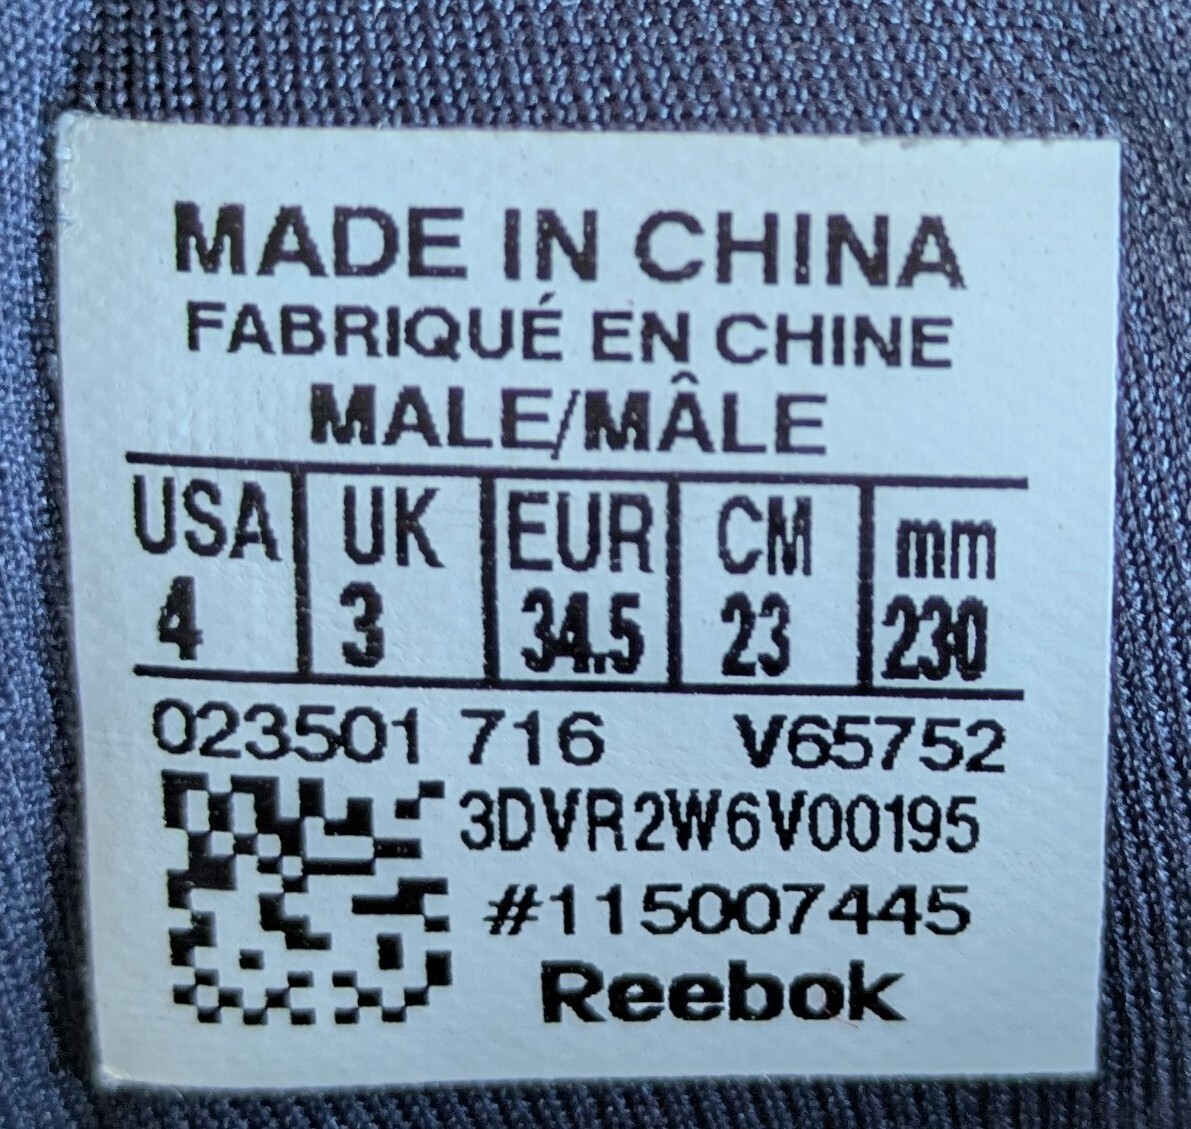 MADE IN CHINA
FABRIQUÉ EN CHINE
MALE/MÂLE
USA UK EUR CM mm
4 3 34.5 23 230
023501 716 V65752
3DVR2W6V00195
#115007445
Reebok